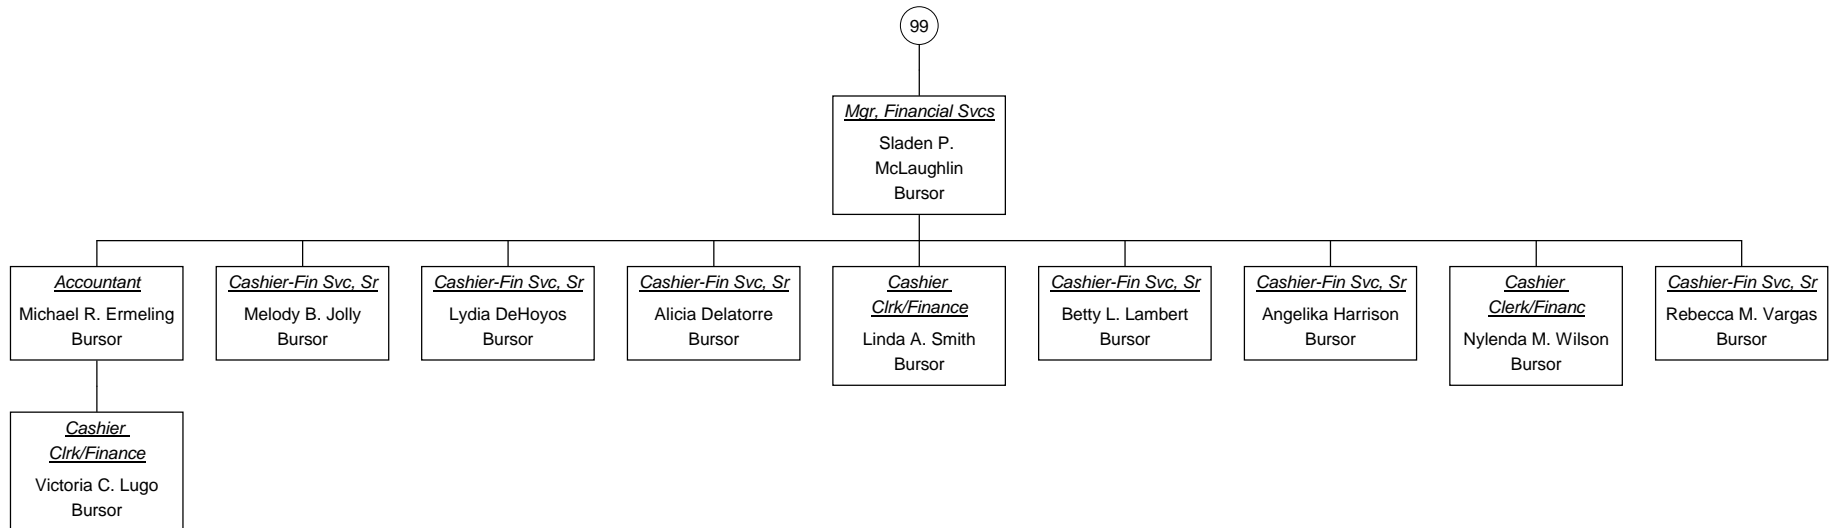 99
Mgr, Financial Svcs
Sladen P.
McLaughlin
Bursor
Accountant
Michael R. Ermeling
Bursor
Cashier-Fin Svc, Sr
Melody B. Jolly
Bursor
Cashier-Fin Svc, Sr
Lydia DeHoyos
Bursor
Cashier-Fin Svc, Sr
Alicia Delatorre
Bursor
Cashier
Clrk/Finance
Linda A. Smith
Bursor
Cashier-Fin Svc, Sr
Betty L. Lambert
Bursor
Cashier-Fin Svc, Sr
Angelika Harrison
Bursor
Cashier
Clerk/Financ
Nylenda M. Wilson
Bursor
Cashier-Fin Svc, Sr
Rebecca M. Vargas
Bursor
Cashier
Clrk/Finance
Victoria C. Lugo
Bursor